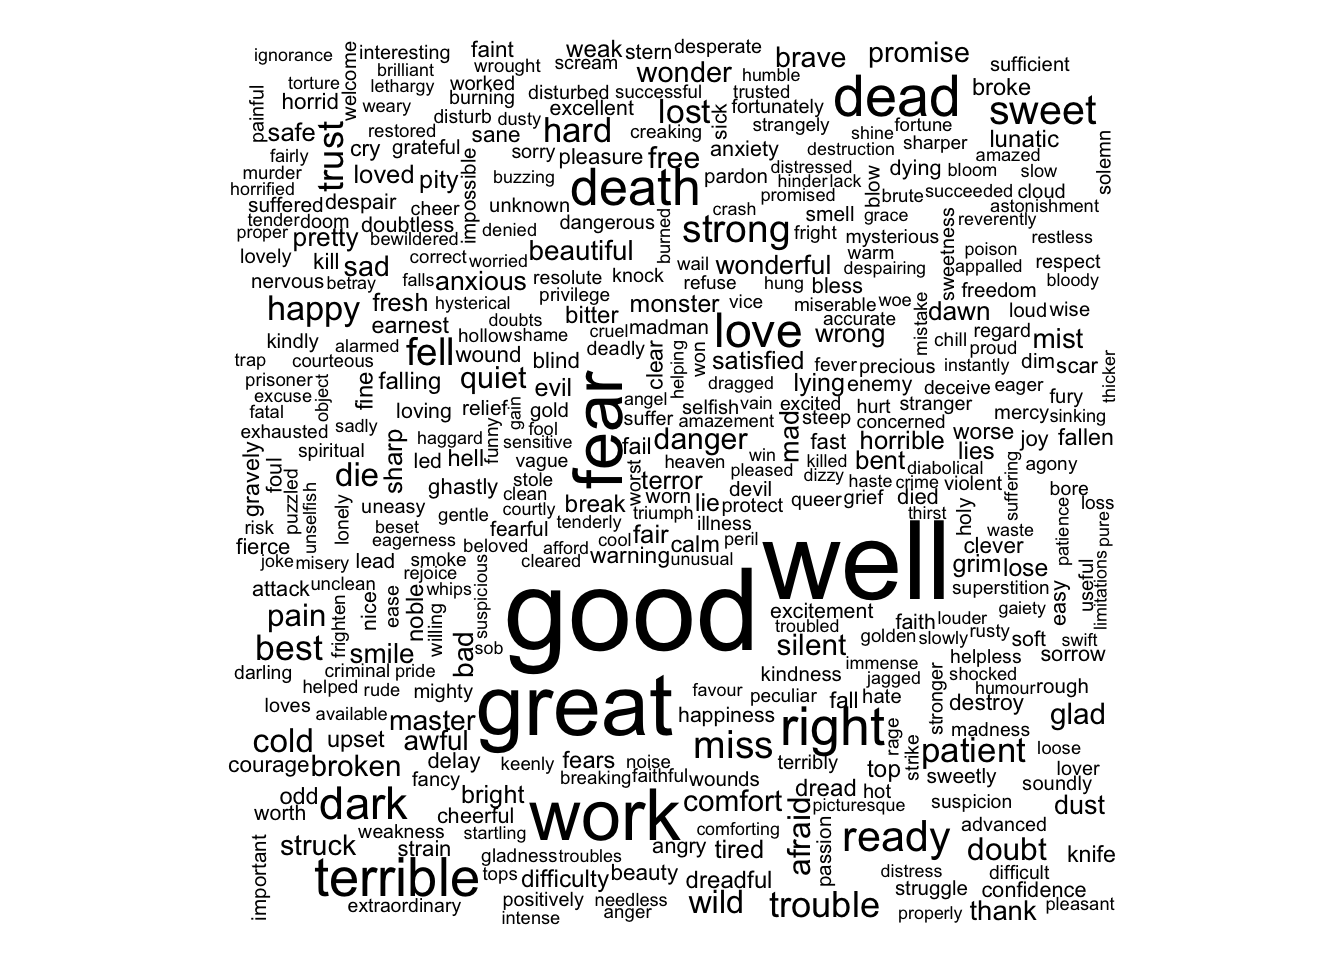 ignorance interesting faint weak stern desperate brave promise sufficient
brilliant wrought scream wonder humble
torture lethargy worked disturbed successful trusted dead broke
painful horrid welcome weary burning excellent lost fortunately sweet
disturb dusty sick strangely shine fortune
safe trust restored sane hard creaking destruction sharper lunatic
fairly cry grateful sorry pleasure free anxiety amazed solemn
murder loved pity impossible buzzing death pardon distressed hinder lack blow dying bloom slow
horrified promised brute succeeded cloud
suffered despair cheer unknown crash smell grace astonishment
tender doom doubtless denied dangerous burned strong fright sweetness reverently
proper pretty bewildered beautiful mysterious restless
lovely kill sad correct worried wail wonderful warm despairing poison appalled respect
nervous betray falls anxious resolute knock refuse hung bless freedom bloody
happy fresh hysterical privilege monster vice miserable woe dawn loud wise
earnest doubts bitter cruel madman love accurate wrong mistake regard mist
kindly alarmed fell hollow shame deadly clear helping won chill proud
trap courteous wound blind satisfied fever precious instantly dim scar thicker
prisoner object fine falling quiet evil fear dragged lying enemy deceive eager
excuse angel fury
fatal loving relief gain gold suffer selfish vain excited hurt stranger mercy sinking
exhausted sadly funny fool amazement mad steep concerned
spiritual sharp haggard sensitive fail danger fast horrible worse joy fallen
gravely foul led hell vague worst heaven win killed bent lies agony
puzzled die stole terror pleased dizzy diabolical suffering
unselfish lonely ghastly clean devil haste crime violent bore
uneasy courtly break worn lie protect queer grief died holy loss
risk gentle tenderly triumph thirst patience pures
beset fearful illness well waste
fierce eagerness beloved afford cool fair calm peril clever
joke misery lead smoke cleared warning unusual grim lose
attack unclean rejoice good superstition useful
frighten nice ease noble whips suspicious excitement gaiety easy limitations
pain willing troubled faith louder
best smile bad sob silent golden slowly rusty soft swift
helpless sorrow
darling criminal pride kindness immense shocked
helped rude mighty great favour peculiar jagged stronger humour rough
loves available fall hate destroy glad
master happiness right madness
cold upset awful miss rage strike patient loose
courage broken delay keenly fears noise terribly top lover
fancy breaking faithful wounds sweetly soundly
odd dark bright work comfort dread hot suspicion dust
worth cheerful afraid picturesque
important weakness startling comforting passion ready advanced
struck strain angry tired doubt knife
gladness troubles
terrible tops difficulty beauty dreadful distress difficult
extraordinary positively needless wild trouble struggle confidence
intense anger properly thank pleasant